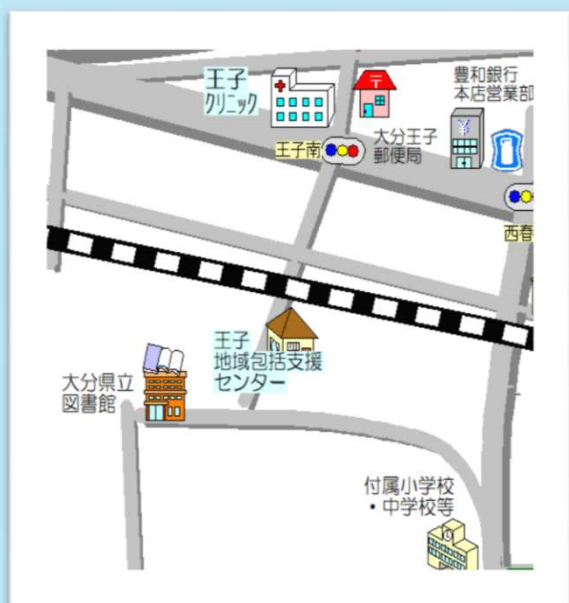 王子
クリニック
〒
豊和銀行
本店営業部
¥
王子南
大分王子
郵便局
西春
王子
地域包括支援
センター
大分県立
図書館
付属小学校
・中学校等